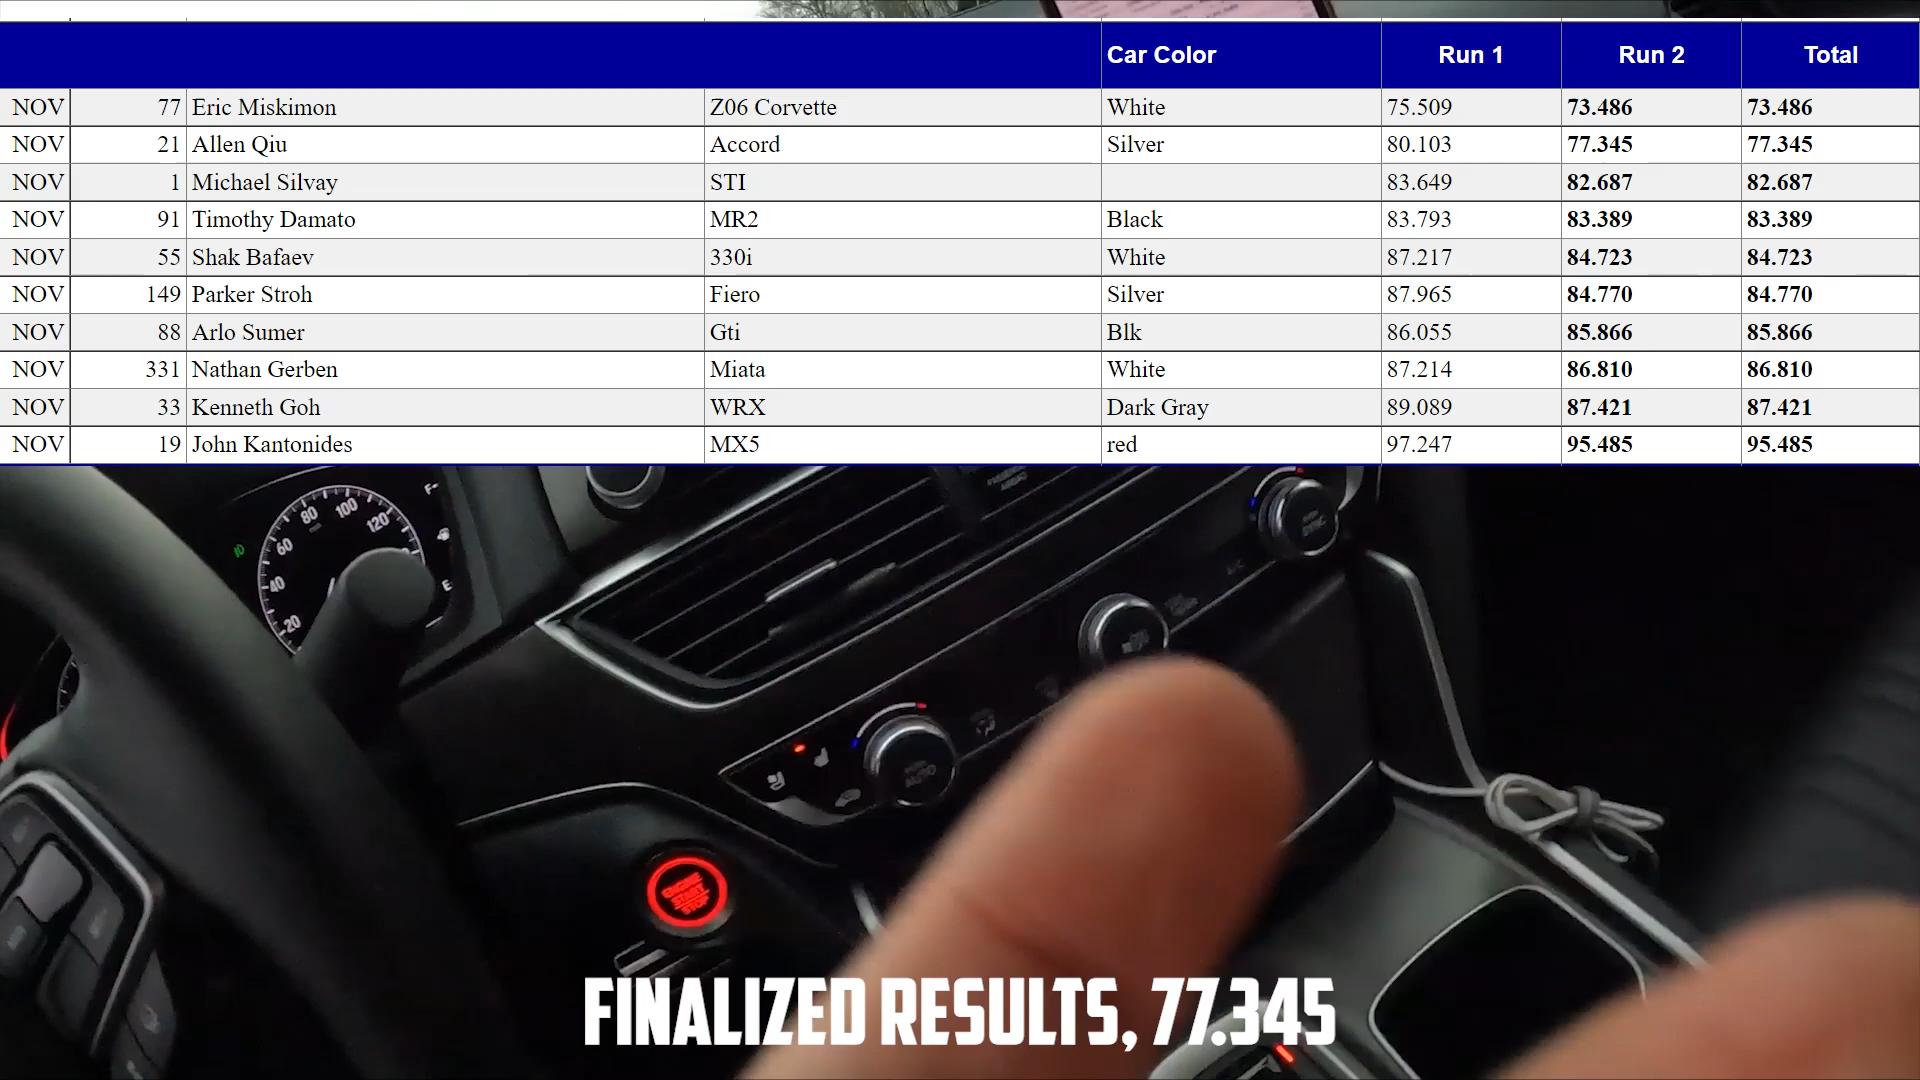 Car Color Run 1 Run 2 Total
NOV 77 Eric Miskimon Z06 Corvette White 75.509 73.486 73.486
NOV 21 Allen Qiu Accord Silver 80.103 77.345 77.345
NOV 1 Michael Silvay STI 83.649 82.687 82.687
NOV 91 Timothy Damato MR2 Black 83.793 83.389 83.389
NOV 55 Shak Bafaev 330i White 87.217 84.723 84.723
NOV 149 Parker Stroh Fiero Silver 87.965 84.770 84.770
NOV 88 Arlo Sumer Gti Blk 86.055 85.866 85.866
NOV 331 Nathan Gerben Miata White 87.214 86.810 86.810
NOV 33 Kenneth Goh WRX Dark Gray 89.089 87.421 87.421
NOV 19 John Kantonides MX5 red 97.247 95.485 95.485
20 40 60 80 100 120
F
E
SYNC
A/C
AUTO
ENGINE
START
STOP
FINALIZED RESULTS, 77.345